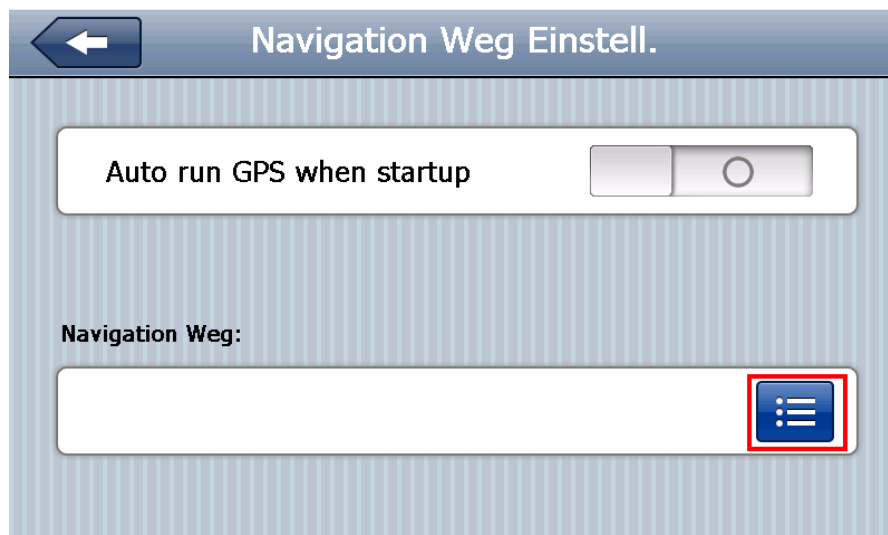 Navigation Weg Einstell.
Auto run GPS when startup
Navigation Weg: